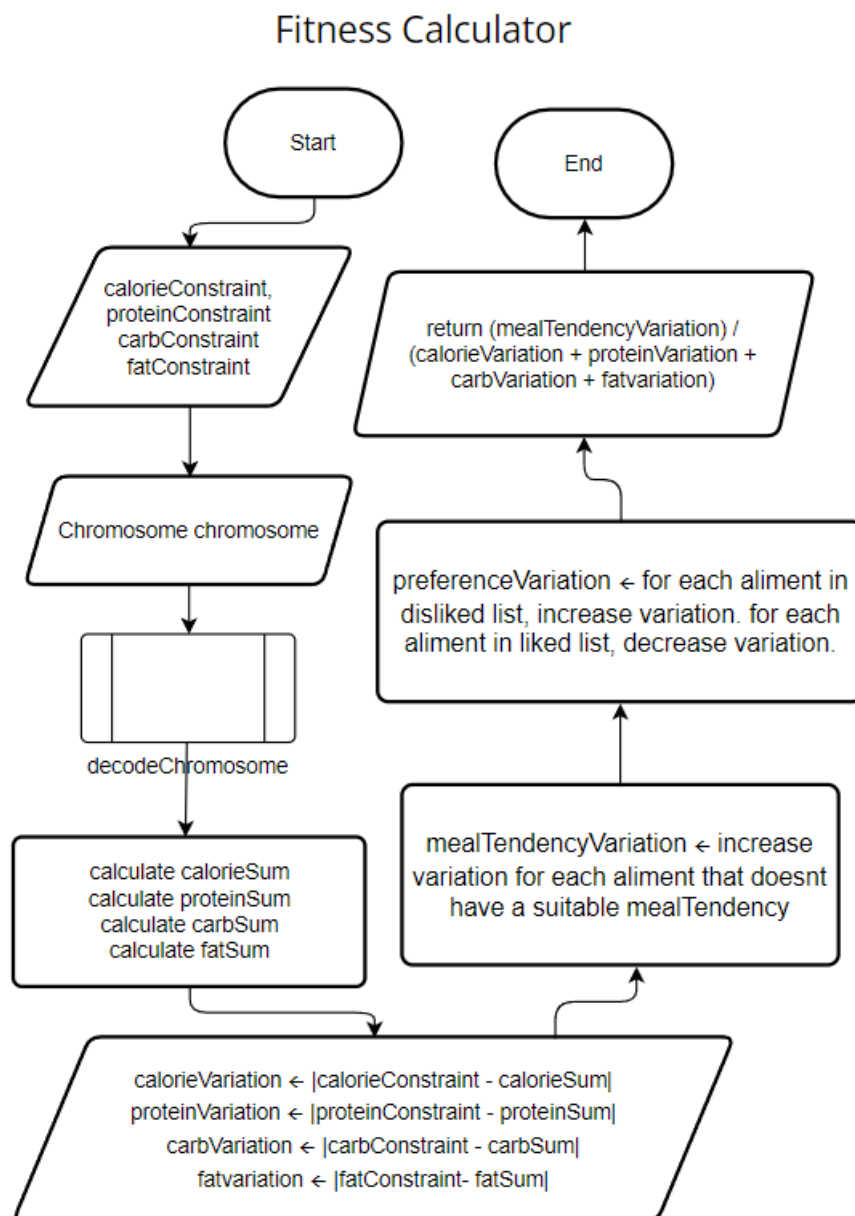 Fitness Calculator
Start
calorieConstraint,
proteinConstraint
carbConstraint
fatConstraint
Chromosome chromosome
decodeChromosome
calculate calorieSum
calculate proteinSum
calculate carbSum
calculate fatSum
calorieVariation ← |calorieConstraint - calorieSum|
proteinVariation ← |proteinConstraint - proteinSum|
carbVariation ← |carbConstraint - carbSum|
fatvariation ← |fatConstraint- fatSum|
mealTendencyVariation ← increase
variation for each aliment that doesnt
have a suitable mealTendency
preferenceVariation ← for each aliment in
disliked list, increase variation. for each
aliment in liked list, decrease variation.
return (mealTendencyVariation) /
(calorieVariation + proteinVariation +
carbVariation + fatvariation)
End